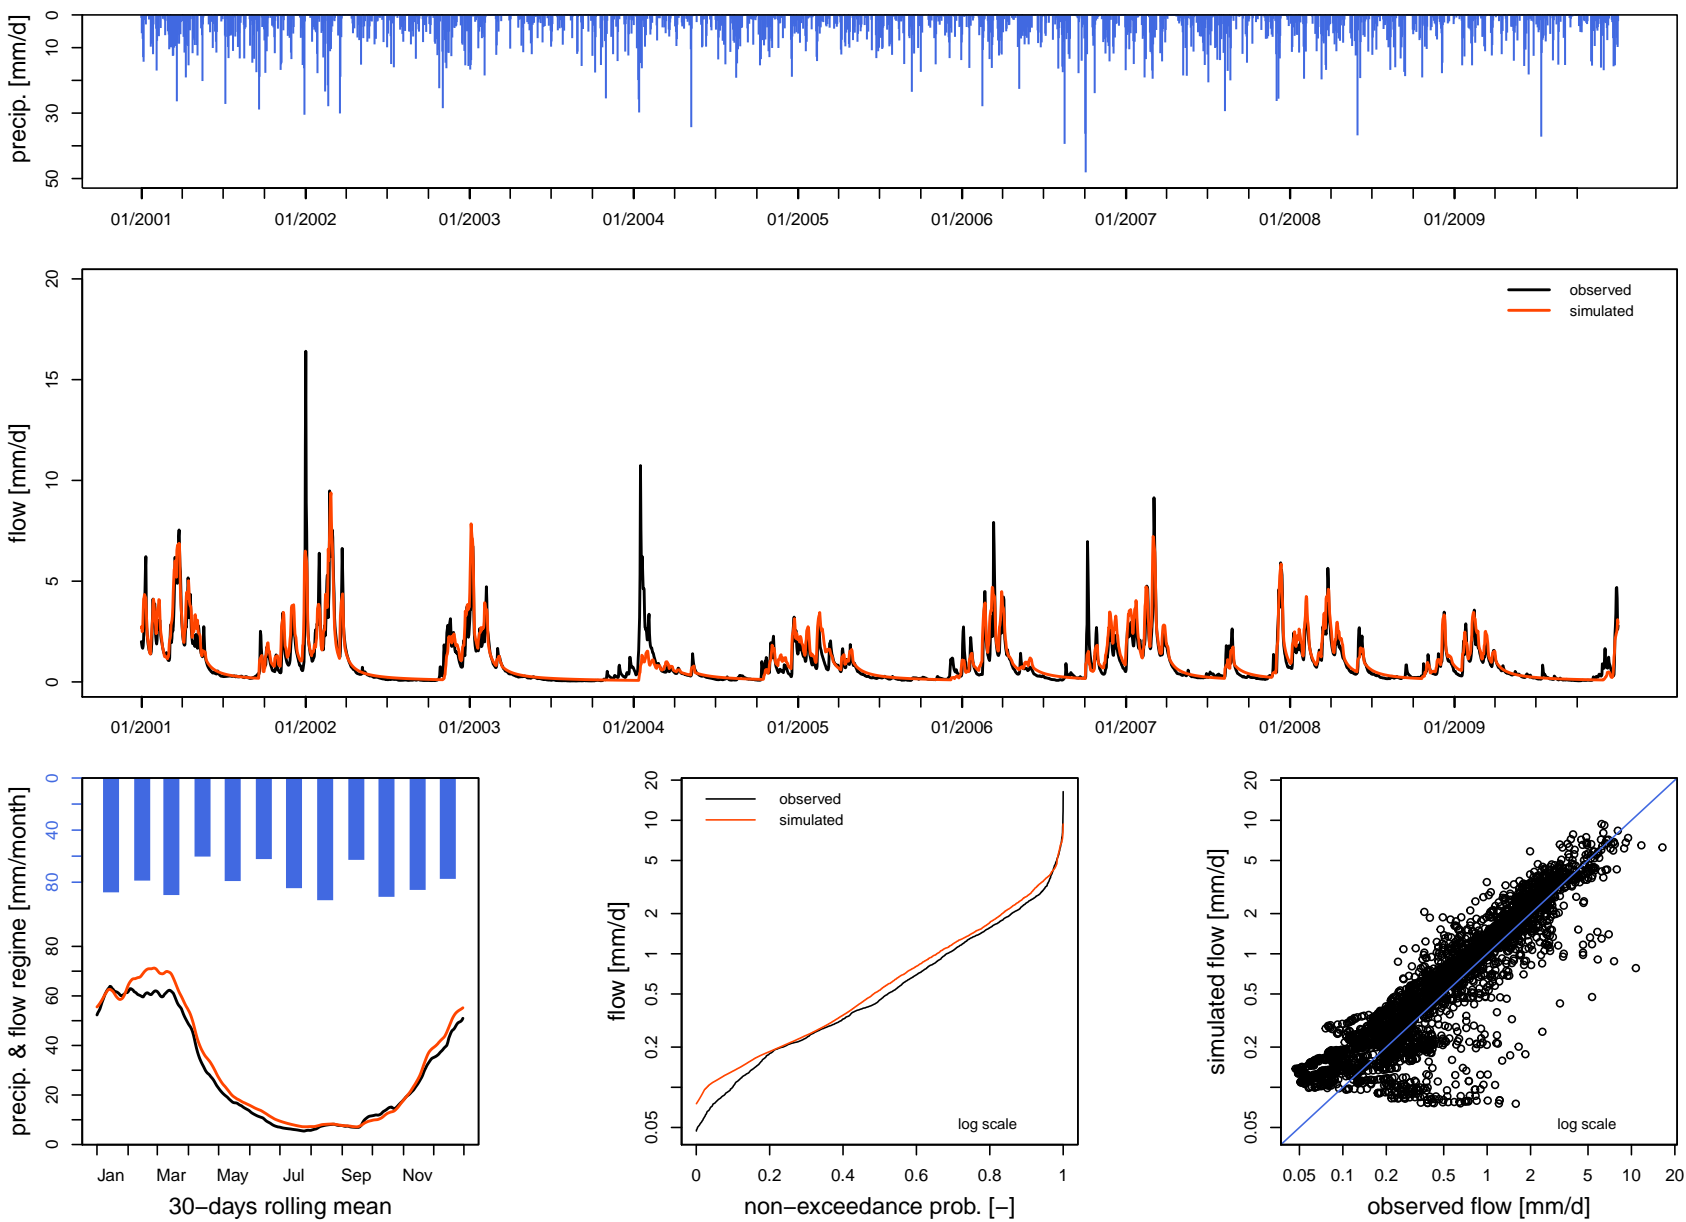 precip. [mm/d]
0
10
30
50
01/2001 01/2002 01/2003 01/2004 01/2005 01/2006 01/2007 01/2008 01/2009
flow [mm/d]
20
15
10
5
0
observed
simulated
01/2001 01/2002 01/2003 01/2004 01/2005 01/2006 01/2007 01/2008 01/2009
precip. & flow regime [mm/month]
0
40
80
80
60
40
20
0
Jan Mar May Jul Sep Nov
30−days rolling mean
flow [mm/d]
20
10
5
2
1
0.5
0.2
0.05
observed
simulated
log scale
0 0.2 0.4 0.6 0.8 1
non−exceedance prob. [−]
simulated flow [mm/d]
20
10
5
2
1
0.5
0.2
0.05
log scale
0.05 0.1 0.2 0.5 1 2 5 10 20
observed flow [mm/d]